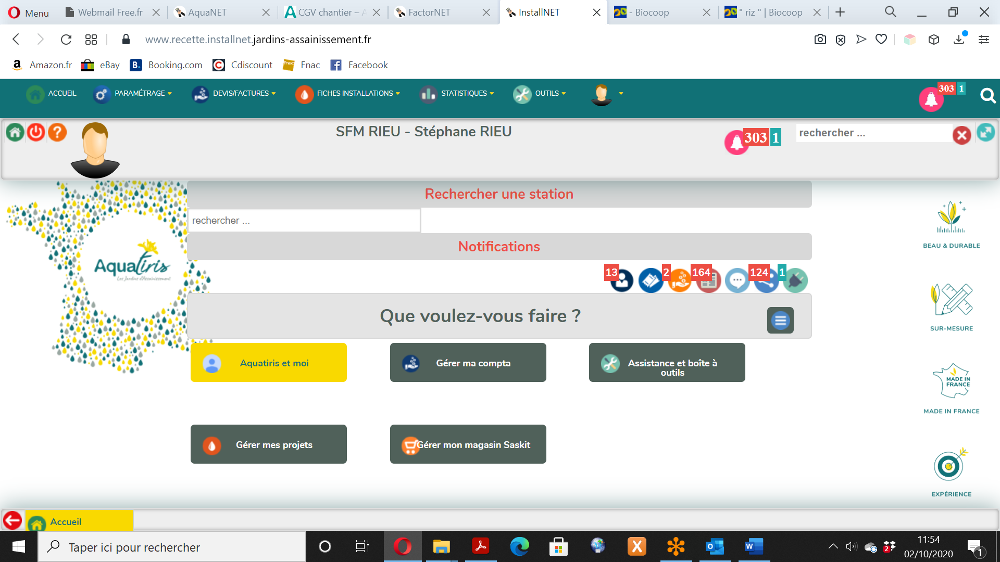 Menu
Webmail Free.fr
AquaNET
CGV chantier – A
FactorNET
InstallNET
- Biocoop
" riz " | Biocoop
www.recette.installnet.jardins-assainissement.fr
Amazon.fr
eBay
Booking.com
Cdiscount
Fnac
Facebook
ACCUEIL
PARAMÉTRAGE
DEVIS/FACTURES
FICHES INSTALLATIONS
STATISTIQUES
OUTILS
303 1
SFM RIEU - Stéphane RIEU
303 1
rechercher ...
Rechercher une station
rechercher ...
Notifications
13
2
164
124
1
Aquatiris
Les Jardins d'Assainissement
Que voulez-vous faire ?
Aquatiris et moi
Gérer ma compta
Assistance et boîte à
outils
Gérer mes projets
Gérer mon magasin Saskit
BEAU & DURABLE
SUR-MESURE
MADE IN
FRANCE
MADE IN FRANCE
EXPÉRIENCE
Accueil
Taper ici pour rechercher
2
11:54
02/10/2020
1